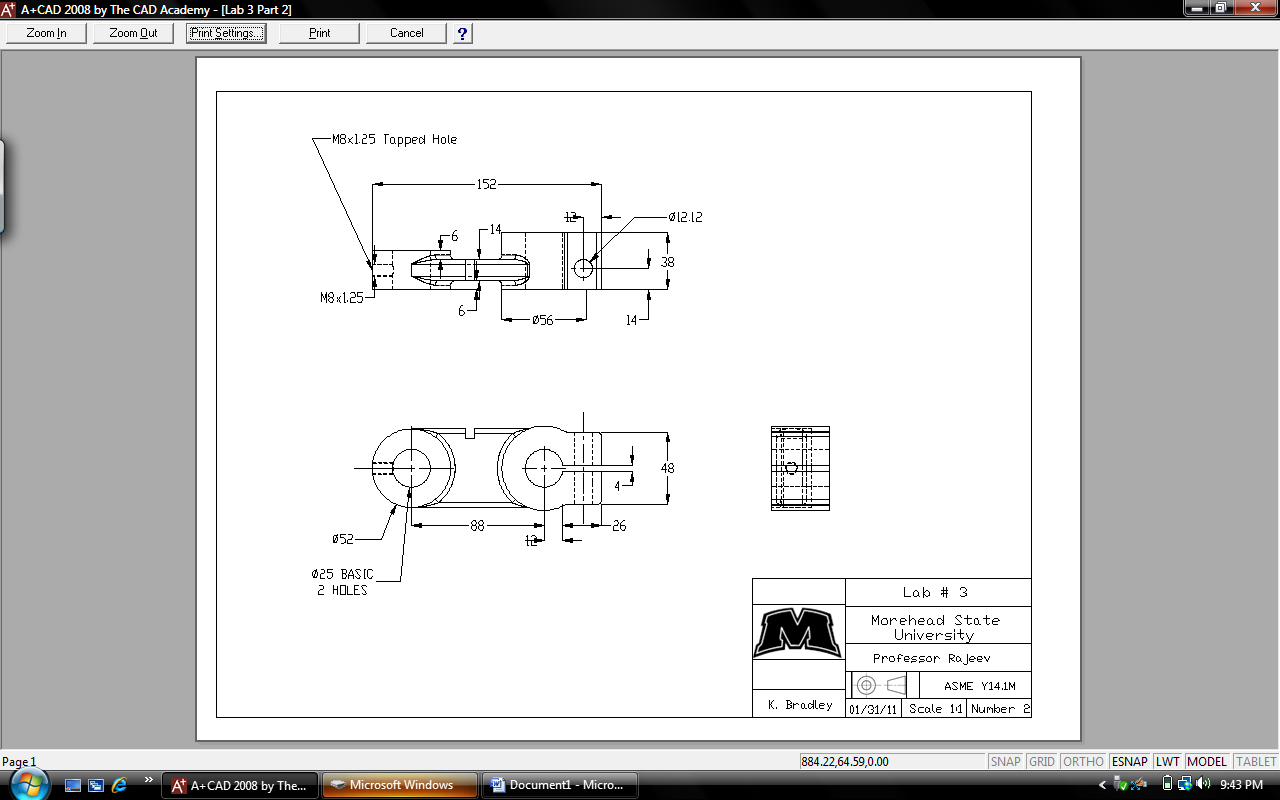 A+CAD 2008 by The CAD Academy - [Lab 3 Part 2]
Zoom In Zoom Out Print Settings... Print Cancel ?
M8x1.25 Tapped Hole
152
12 Ø12.12
6 14
38
M8x1.25
6 Ø56 14
48
4
88 26
12
Ø52
Ø25 BASIC
2 HOLES
Lab # 3
Morehead State
University
Professor Rajeev
ASME Y14.1M
K. Bradley 01/31/11 Scale 1:1 Number 2
M
Page 1 884.22,64.59,0.00 SNAP GRID ORTHO ESNAP LWT MODEL TABLET
» A+CAD 2008 by The... Microsoft Windows Document1 - Micro... < 9:43 PM